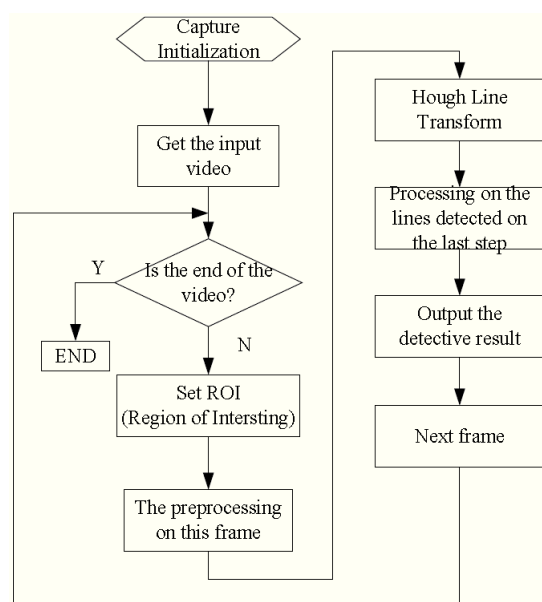 Capture
Initialization
Get the input
video
Is the end of the
video?
Y
N
END
Set ROI
(Region of Intersting)
The preprocessing
on this frame
Hough Line
Transform
Processing on the
lines detected on
the last step
Output the
detective result
Next frame